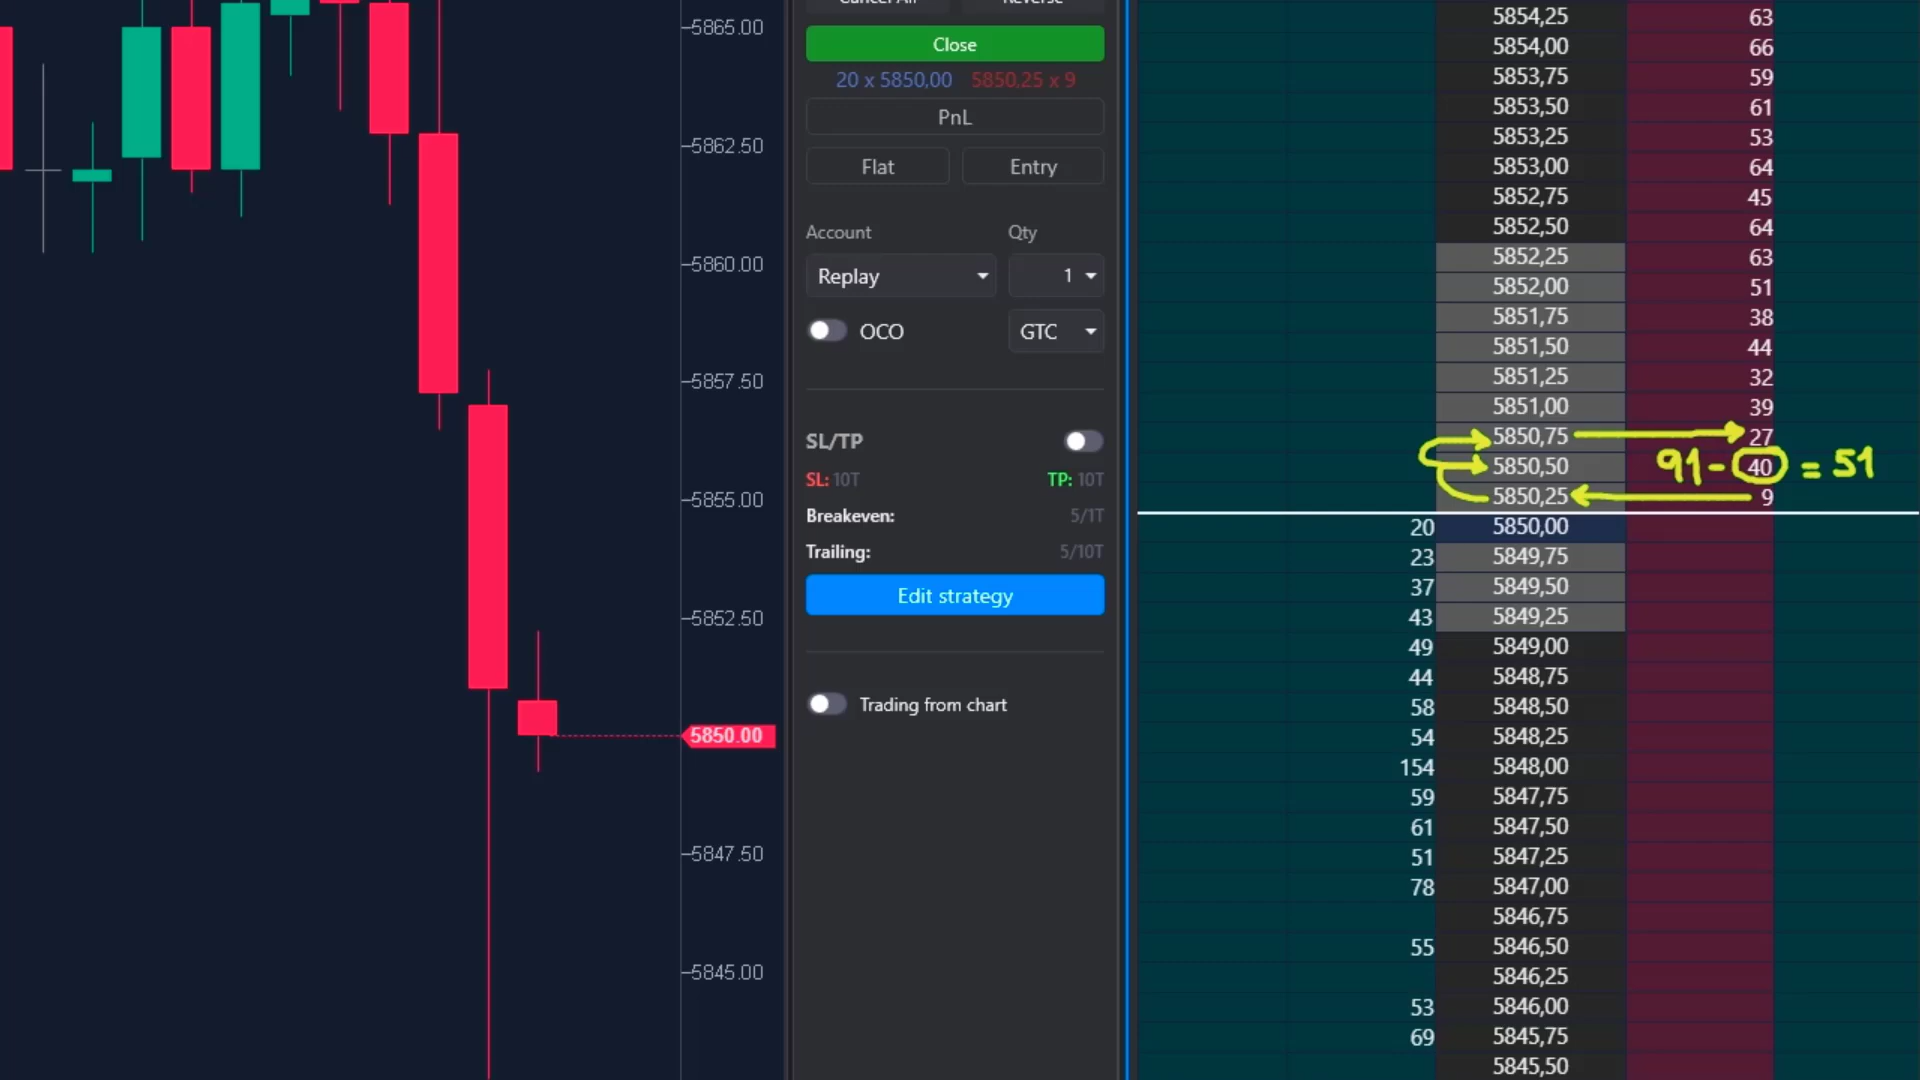 Cancel All
Reverse
Close
20 x 5850,00
5850,25 x 9
PnL
Flat
Entry
Account
Qty
Replay
1
OCO
GTC
SL/TP
SL: 10T
TP: 10T
Breakeven:
5/1T
Trailing:
5/10T
Edit strategy
Trading from chart
5865.00
5862.50
5860.00
5857.50
5855.00
5852.50
5850.00
5847.50
5845.00
5854,25 63
5854,00 66
5853,75 59
5853,50 61
5853,25 53
5853,00 64
5852,75 45
5852,50 64
5852,25 63
5852,00 51
5851,75 38
5851,50 44
5851,25 32
5851,00 39
5850,75 27
5850,50 91-40=51
5850,25 9
20 5850,00
23 5849,75
37 5849,50
43 5849,25
49 5849,00
44 5848,75
58 5848,50
54 5848,25
154 5848,00
59 5847,75
61 5847,50
51 5847,25
78 5847,00
5846,75
55 5846,50
5846,25
53 5846,00
69 5845,75
5845,50